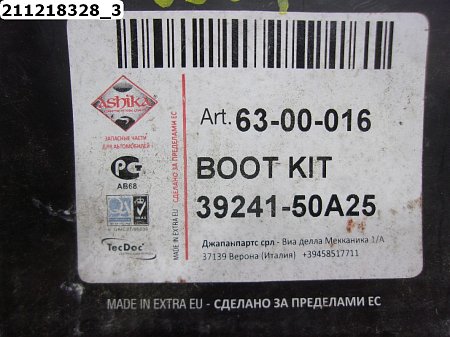 211218328_3
ASHIKA
ЗАПАСНЫЕ ЧАСТИ
ДЛЯ АВТОМОБИЛЕЙ
РС
АВ68
TecDoc
MADE IN EXTRA EU - СДЕЛАНО ЗА ПРЕДЕЛАМИ ЕС
Art. 63-00-016
BOOT KIT
39241-50A25
Джапанпартс срл - Виа делла Мекканика 1/А
37139 Верона (Италия) +39458517711
MADE IN EXTRA EU - СДЕЛАНО ЗА ПРЕДЕЛАМИ ЕС